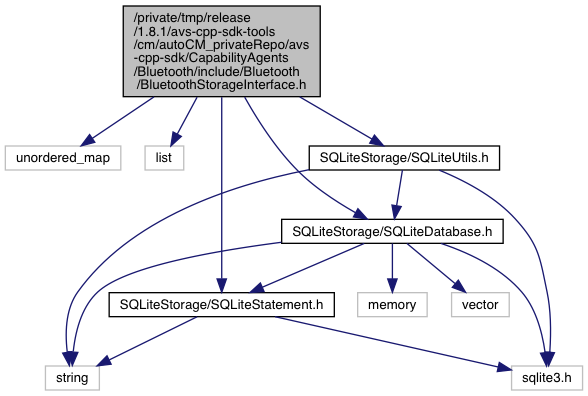 /private/tmp/release
/1.8.1/avs-cpp-sdk-tools
/cm/autoCM_privateRepo/avs
-cpp-sdk/CapabilityAgents
/Bluetooth/include/Bluetooth
/BluetoothStorageInterface.h
unordered_map
list
SQLiteStorage/SQLiteUtils.h
SQLiteStorage/SQLiteDatabase.h
SQLiteStorage/SQLiteStatement.h
memory
vector
string
sqlite3.h